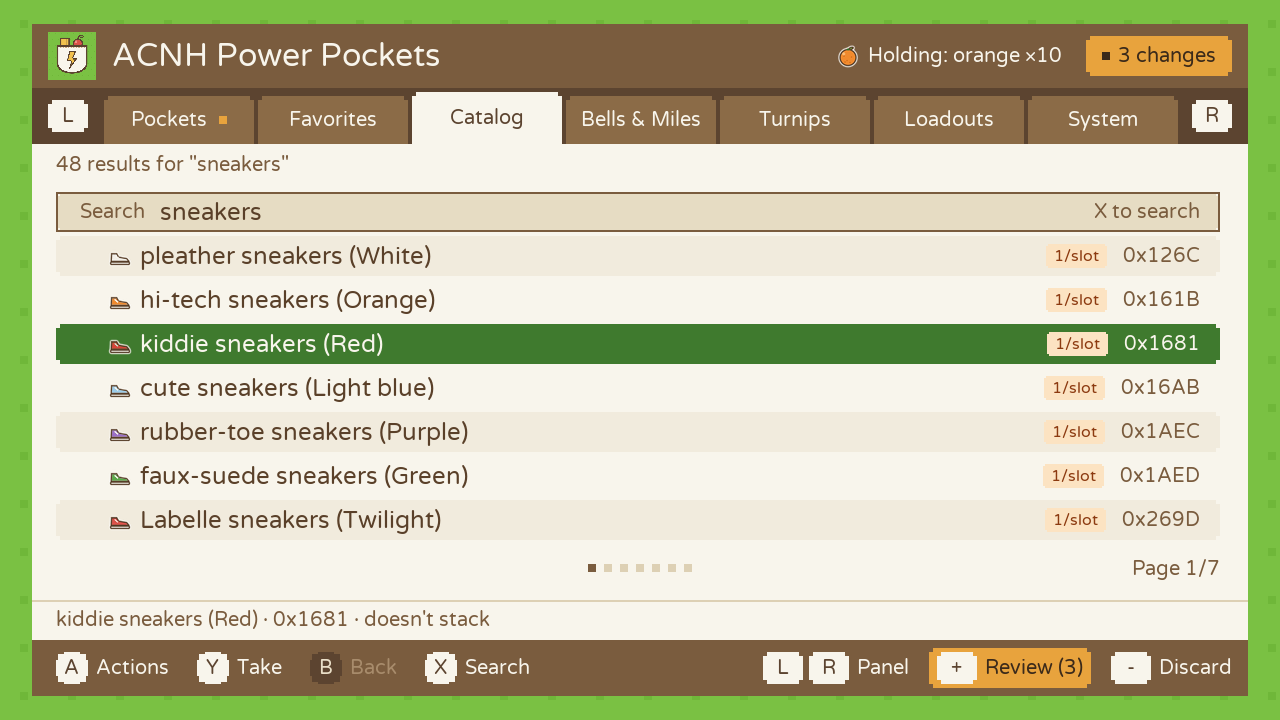 ACNH Power Pockets
Holding: orange ×10
3 changes
L
Pockets
Favorites
Catalog
Bells & Miles
Turnips
Loadouts
System
R
48 results for "sneakers"
Search sneakers X to search
pleather sneakers (White) 1/slot 0x126C
hi-tech sneakers (Orange) 1/slot 0x161B
kiddie sneakers (Red) 1/slot 0x1681
cute sneakers (Light blue) 1/slot 0x16AB
rubber-toe sneakers (Purple) 1/slot 0x1AEC
faux-suede sneakers (Green) 1/slot 0x1AED
Labelle sneakers (Twilight) 1/slot 0x269D
Page 1/7
kiddie sneakers (Red) · 0x1681 · doesn't stack
A Actions Y Take B Back X Search L R Panel + Review (3) - Discard